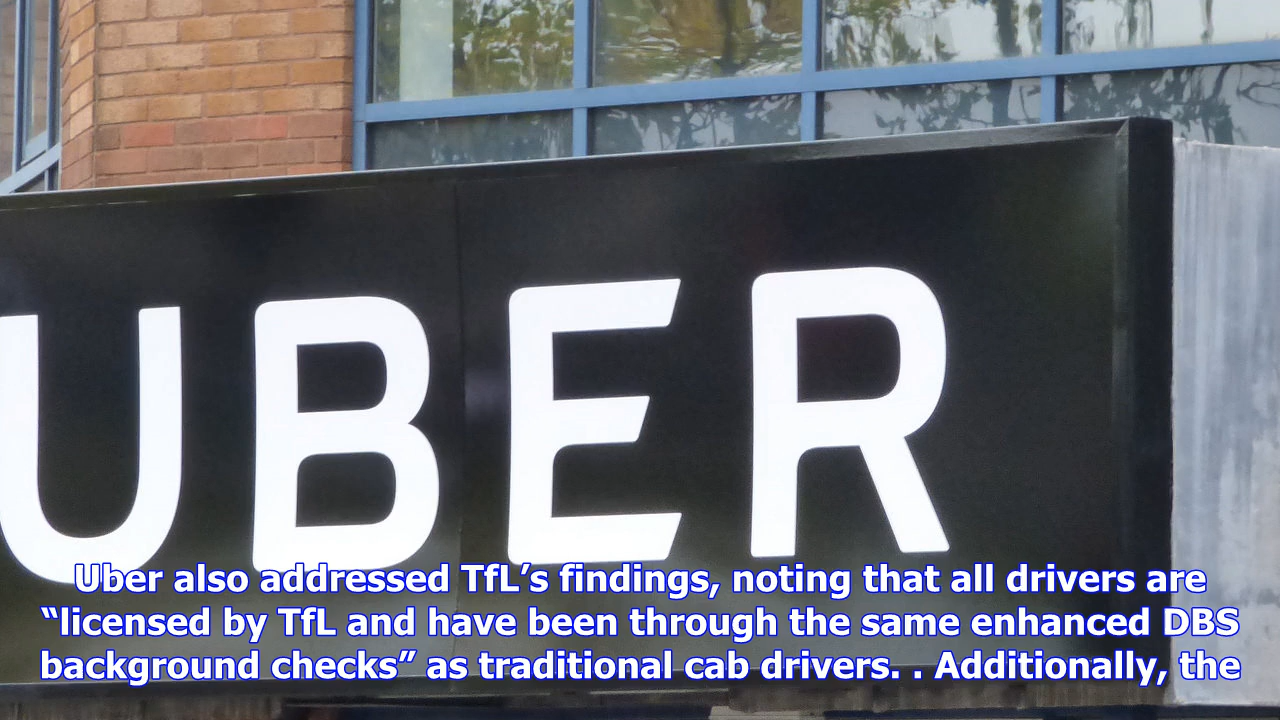 UBER
Uber also addressed TfL’s findings, noting that all drivers are
“licensed by TfL and have been through the same enhanced DBS
background checks” as traditional cab drivers. . Additionally, the